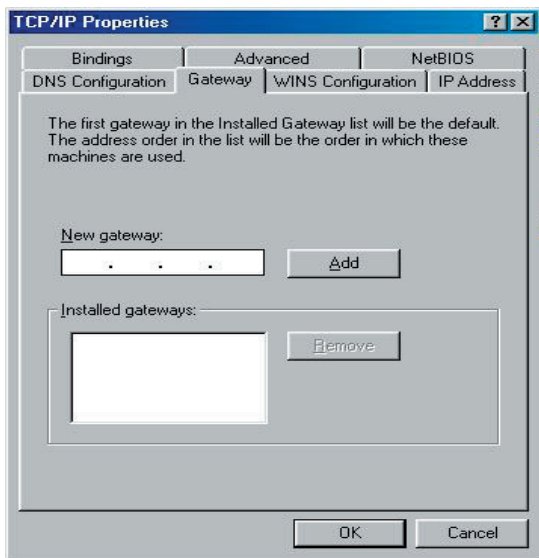 TCP/IP Properties
Bindings
Advanced
NetBIOS
DNS Configuration
Gateway
WINS Configuration
IP Address
The first gateway in the Installed Gateway list will be the default.
The address order in the list will be the order in which these
machines are used.
New gateway:
. . .
Add
Installed gateways:
Remove
OK
Cancel